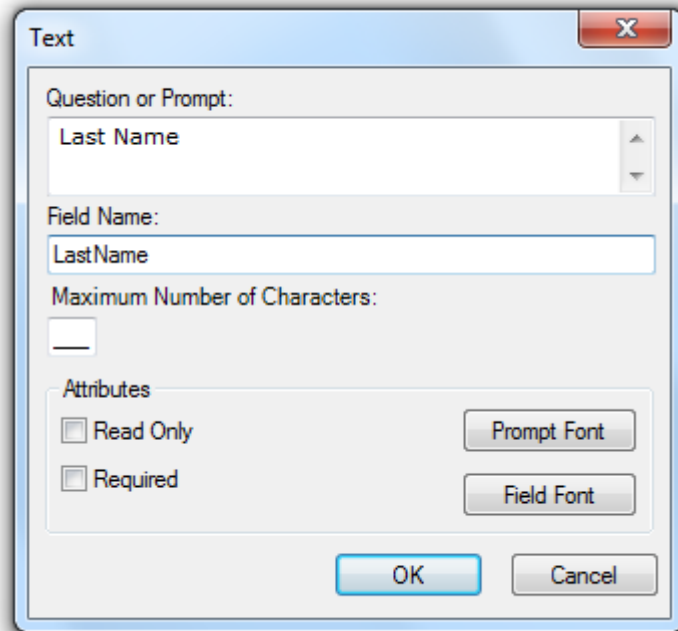 Text
Question or Prompt:
Last Name
Field Name:
LastName
Maximum Number of Characters:
___
Attributes
Read Only
Prompt Font
Required
Field Font
OK
Cancel